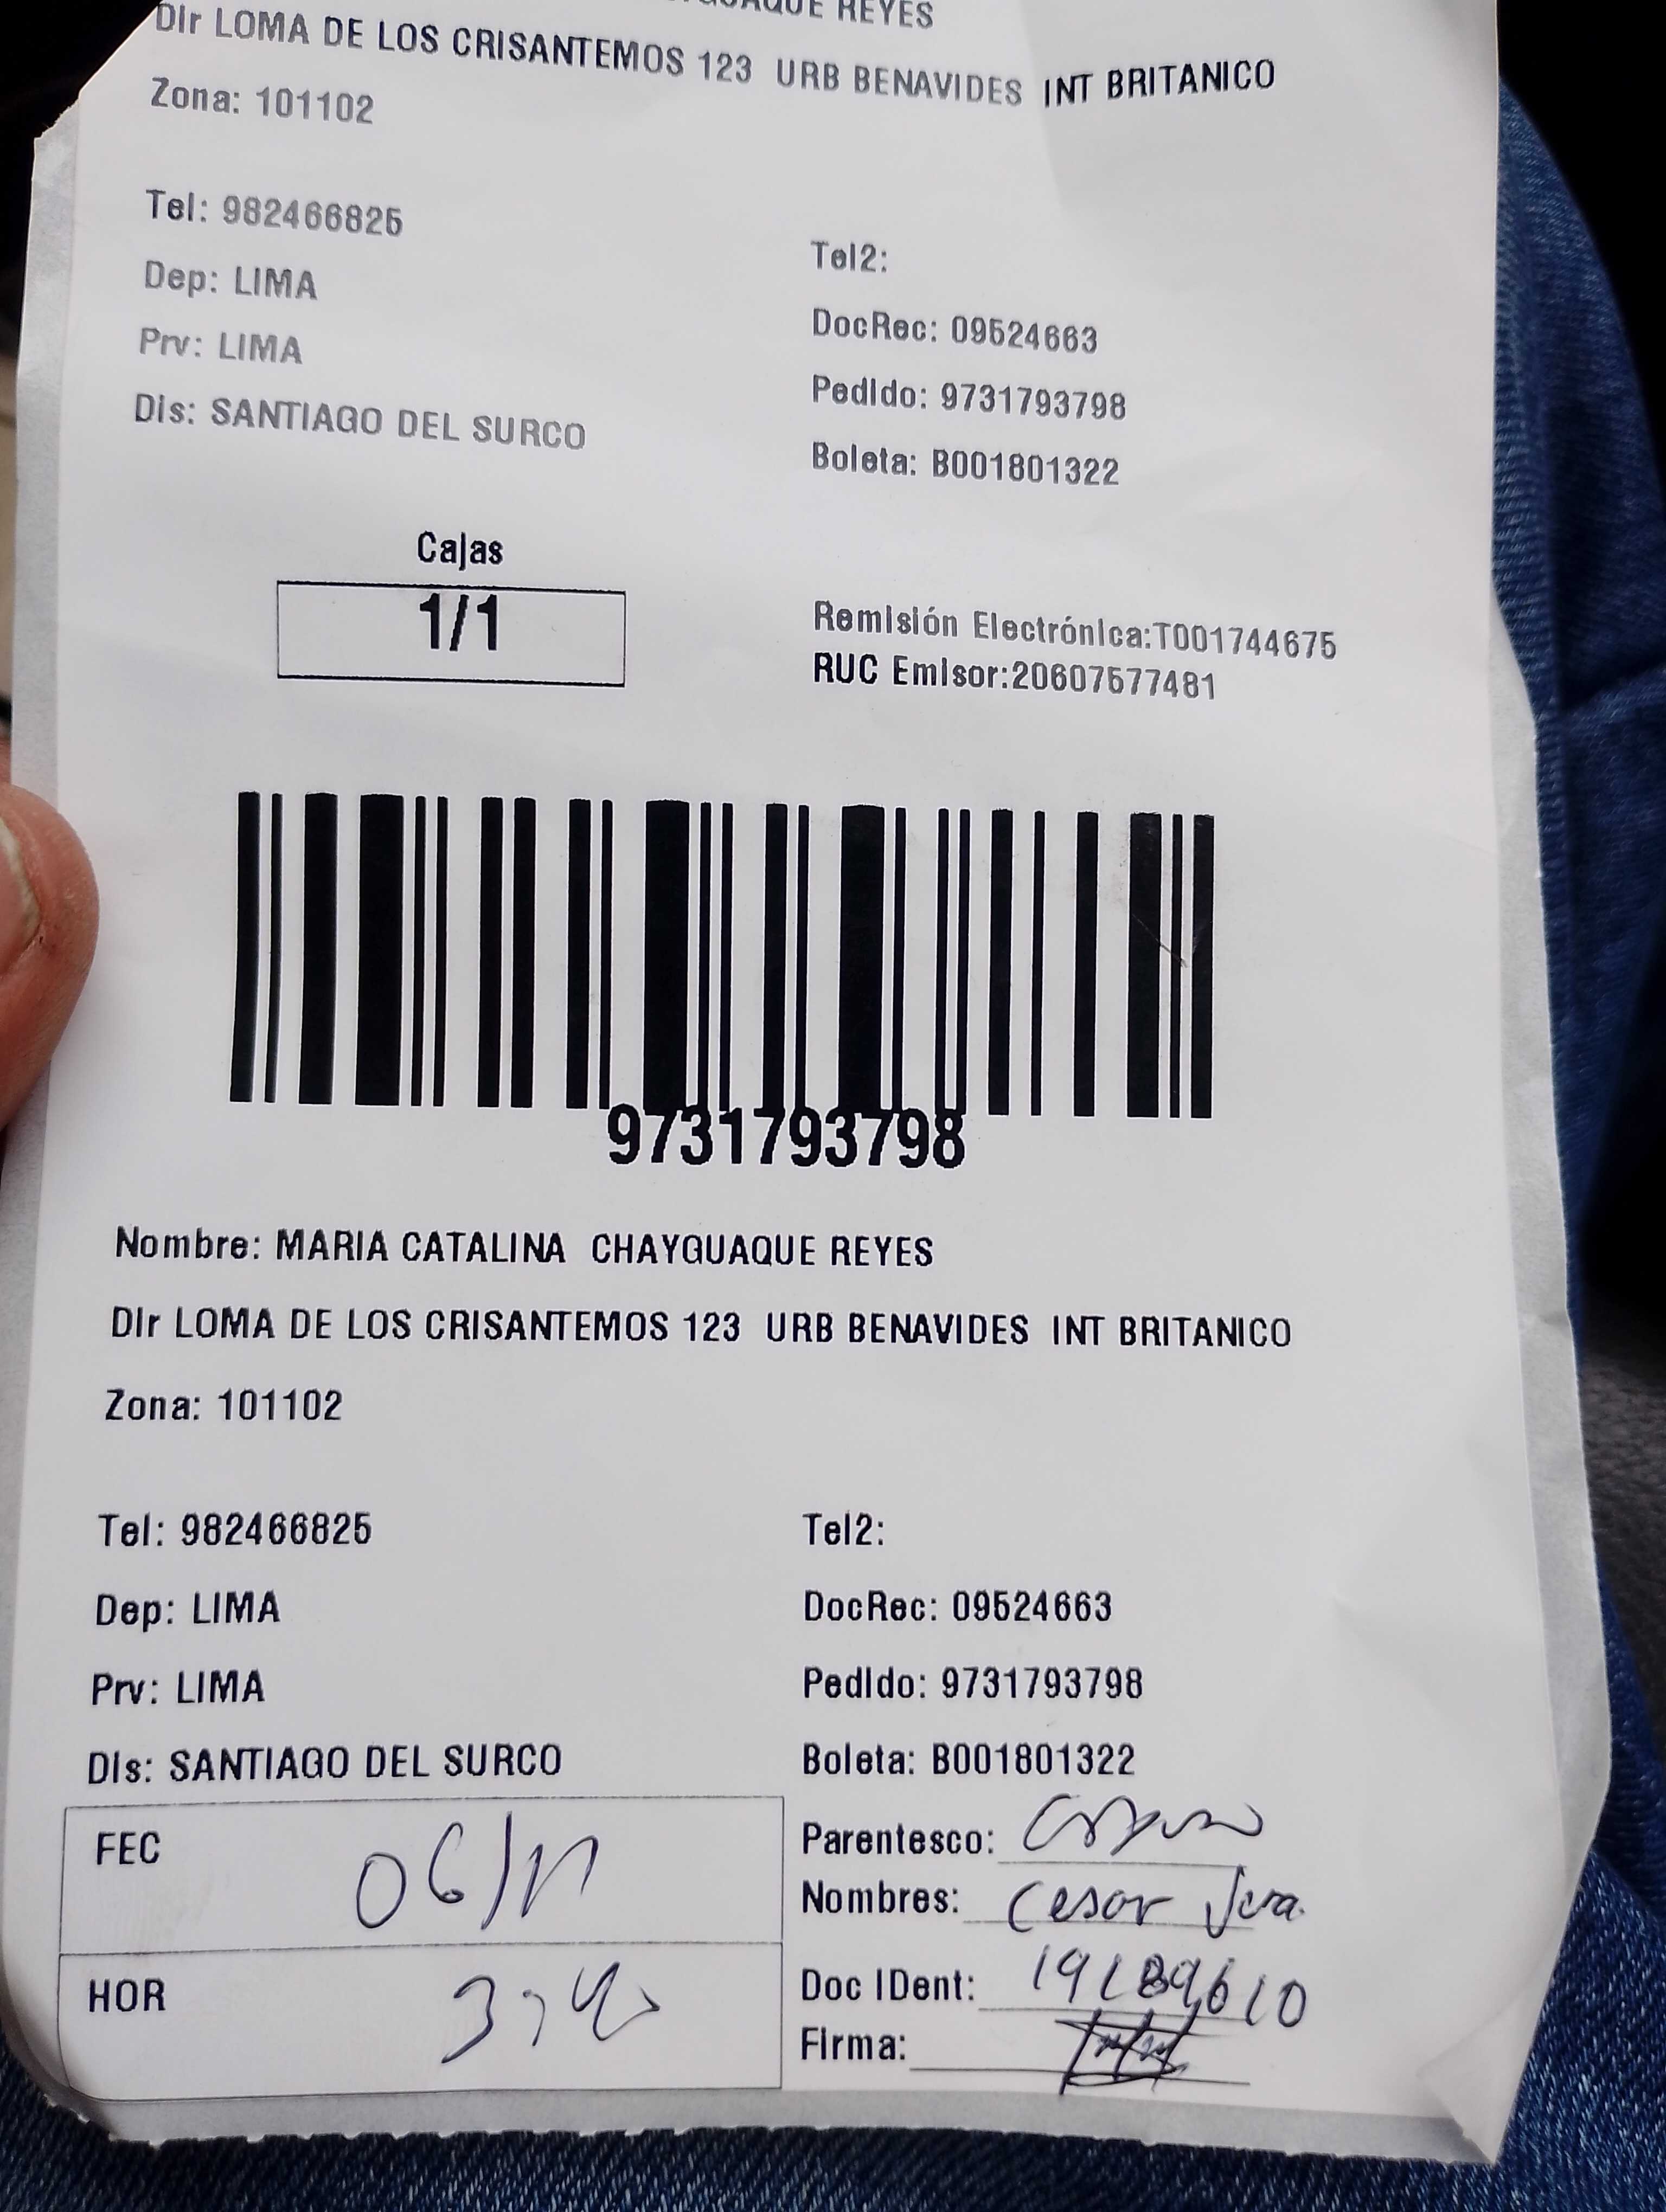 REYES
Dir LOMA DE LOS CRISANTEMOS 123 URB BENAVIDES INT BRITANICO
Zona: 101102
Tel: 982466825
Tel2:
Dep: LIMA
DocRec: 09524663
Prv: LIMA
Pedido: 9731793798
Dis: SANTIAGO DEL SURCO
Boleta: B001801322
Cajas
1/1
Remisión Electrónica:T001744675
RUC Emisor:20607577481
9731793798
Nombre: MARIA CATALINA CHAYGUAQUE REYES
Dir LOMA DE LOS CRISANTEMOS 123 URB BENAVIDES INT BRITANICO
Zona: 101102
Tel: 982466825
Tel2:
Dep: LIMA
DocRec: 09524663
Prv: LIMA
Pedido: 9731793798
Dis: SANTIAGO DEL SURCO
Boleta: B001801322
FEC 06/11
Parentesco:
Nombres: Cesar
HOR
Doc IDent:
Firma: